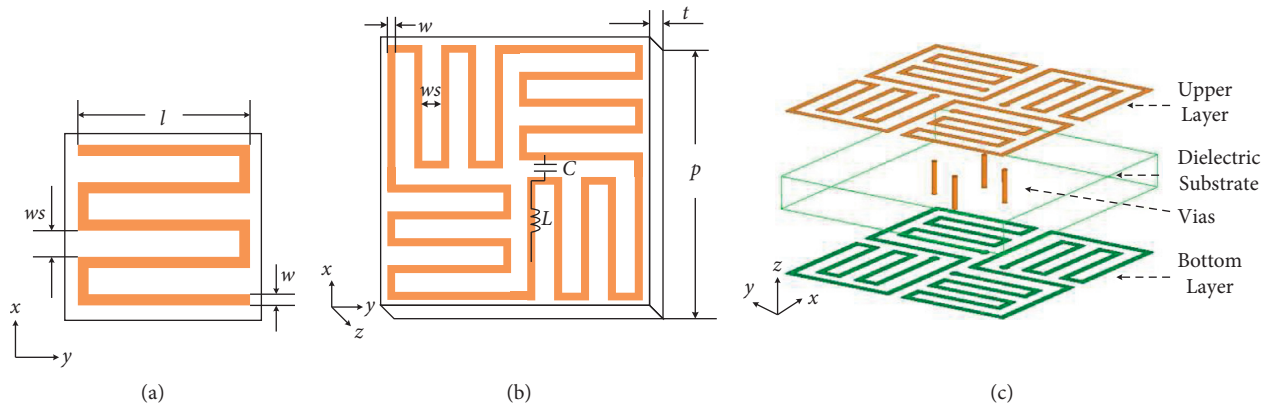 l
ws
w
x
y
(a)
w
t
ws
C
p
L
x
y
z
(b)
Upper
Layer
Dielectric
Substrate
Vias
Bottom
Layer
z
y
x
(c)